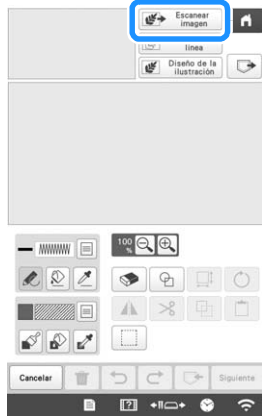 Escanear
imagen
línea
Diseño de la
ilustración
100
%
Cancelar
Siguiente